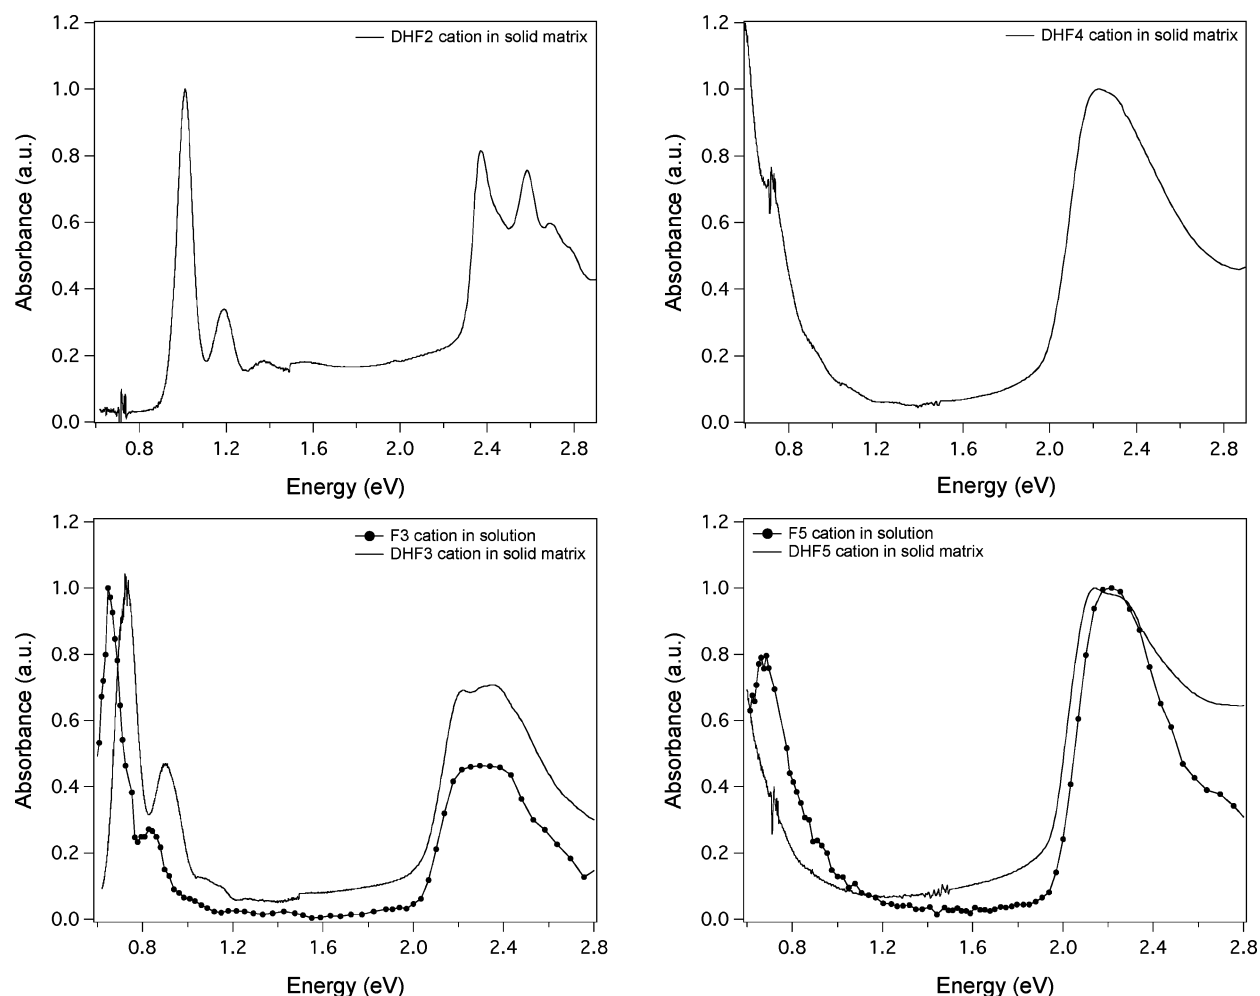 1.2
1.0
0.8
0.6
0.4
0.2
0.0
Absorbance (a.u.)
DHF2 cation in solid matrix
0.8 1.2 1.6 2.0 2.4 2.8
Energy (eV)
1.2
1.0
0.8
0.6
0.4
0.2
0.0
Absorbance (a.u.)
DHF4 cation in solid matrix
0.8 1.2 1.6 2.0 2.4 2.8
Energy (eV)
1.2
1.0
0.8
0.6
0.4
0.2
0.0
Absorbance (a.u.)
F3 cation in solution
DHF3 cation in solid matrix
0.8 1.2 1.6 2.0 2.4 2.8
Energy (eV)
1.2
1.0
0.8
0.6
0.4
0.2
0.0
Absorbance (a.u.)
F5 cation in solution
DHF5 cation in solid matrix
0.8 1.2 1.6 2.0 2.4 2.8
Energy (eV)